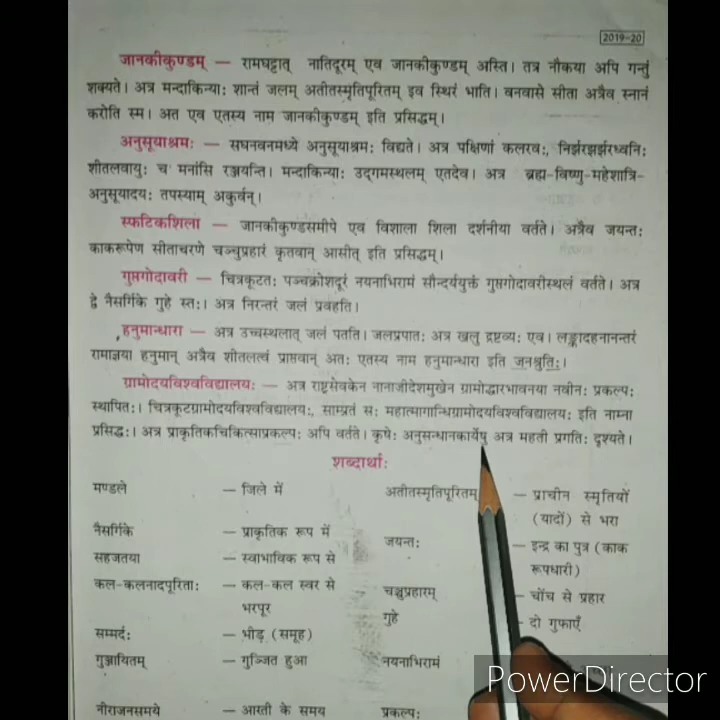 2019-20
जानकीकुण्डम् — रामघट्टात् नातिदूरम् एव जानकीकुण्डम् अस्ति। तत्र नौकया अपि गन्तुं
शक्यते। अत्र मन्दाकिन्याः शान्तं जलम् अतीतस्मृतिपूरितम् इव स्थिरं भाति। वनवासे सीता अत्रैव स्नानं
करोति स्म। अत एव एतस्य नाम जानकीकुण्डम् इति प्रसिद्धम्।
अनुसूयाश्रमः — सघनवनमध्ये अनुसूयाश्रमः विद्यते। अत्र पक्षिणां कलरवः, निर्झरझर्झरध्वनिः
शीतलवायुः च मनांसि रञ्जयन्ति। मन्दाकिन्याः उद्गमस्थलम् एतदेव। अत्र ब्रह्म-विष्णु-महेशात्रि-
अनुसूयादयः तपस्याम् अकुर्वन्।
स्फटिकशिला — जानकीकुण्डसमीपे एव विशाला शिला दर्शनीया वर्तते। अत्रैव जयन्तः
काकरूपेण सीताचरणे चञ्चुप्रहारं कृतवान् आसीत् इति प्रसिद्धम्।
गुप्तगोदावरी — चित्रकूटतः पञ्चक्रोशदूरं नयनाभिरामं सौन्दर्ययुक्तं गुप्तगोदावरीस्थलं वर्तते। अत्र
द्वे नैसर्गिके गुहे स्तः। अत्र निरन्तरं जलं प्रवहति।
हनुमान्धारा — अत्र उच्चस्थलात् जलं पतति। जलप्रपातः अत्र खलु द्रष्टव्यः एव। लङ्कादहनानन्तरं
रामाज्ञया हनुमान् अत्रैव शीतलत्वं प्राप्तवान् अतः एतस्य नाम हनुमान्धारा इति जनश्रुतिः।
ग्रामोदयविश्वविद्यालयः — अत्र राष्ट्रसेवकेन नानाजीदेशमुखेन ग्रामोद्धारभावनया नवीनः प्रकल्पः
स्थापितः। चित्रकूटग्रामोदयविश्वविद्यालयः, साम्प्रतं सः महात्मागान्धिग्रामोदयविश्वविद्यालयः इति नाम्ना
प्रसिद्धः। अत्र प्राकृतिकचिकित्साप्रकल्पः अपि वर्तते। कृषेः अनुसन्धानकार्येषु अत्र महती प्रगतिः दृश्यते।
शब्दार्थाः
मण्डले — जिले में
नैसर्गिके — प्राकृतिक रूप में
सहजतया — स्वाभाविक रूप से
कल-कलनादपूरिताः — कल-कल स्वर से
भरपूर
सम्मर्दः — भीड़ (समूह)
गुञ्जायितम् — गुञ्जित हुआ
नीराजनसमये — आरती के समय
अतीतस्मृतिपूरितम् — प्राचीन स्मृतियों
(यादों) से भरा
जयन्तः — इन्द्र का पुत्र (काक
रूपधारी)
चञ्चुप्रहारम् — चोंच से प्रहार
गुहे — दो गुफाएँ
नयनाभिरामं
प्रकल्पः
PowerDirector